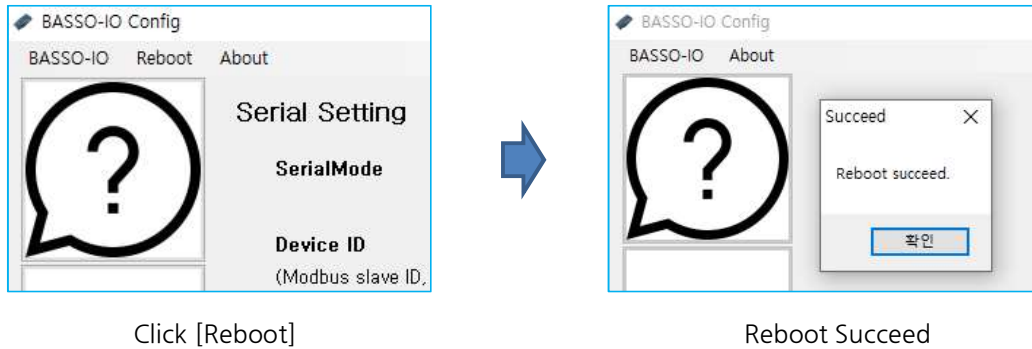 BASSO-IO Config
BASSO-IO Reboot About
?
Serial Setting
SerialMode
Device ID
(Modbus slave ID,
Click [Reboot]
BASSO-IO Config
BASSO-IO About
?
Succeed
Reboot succeed.
확인
Reboot Succeed